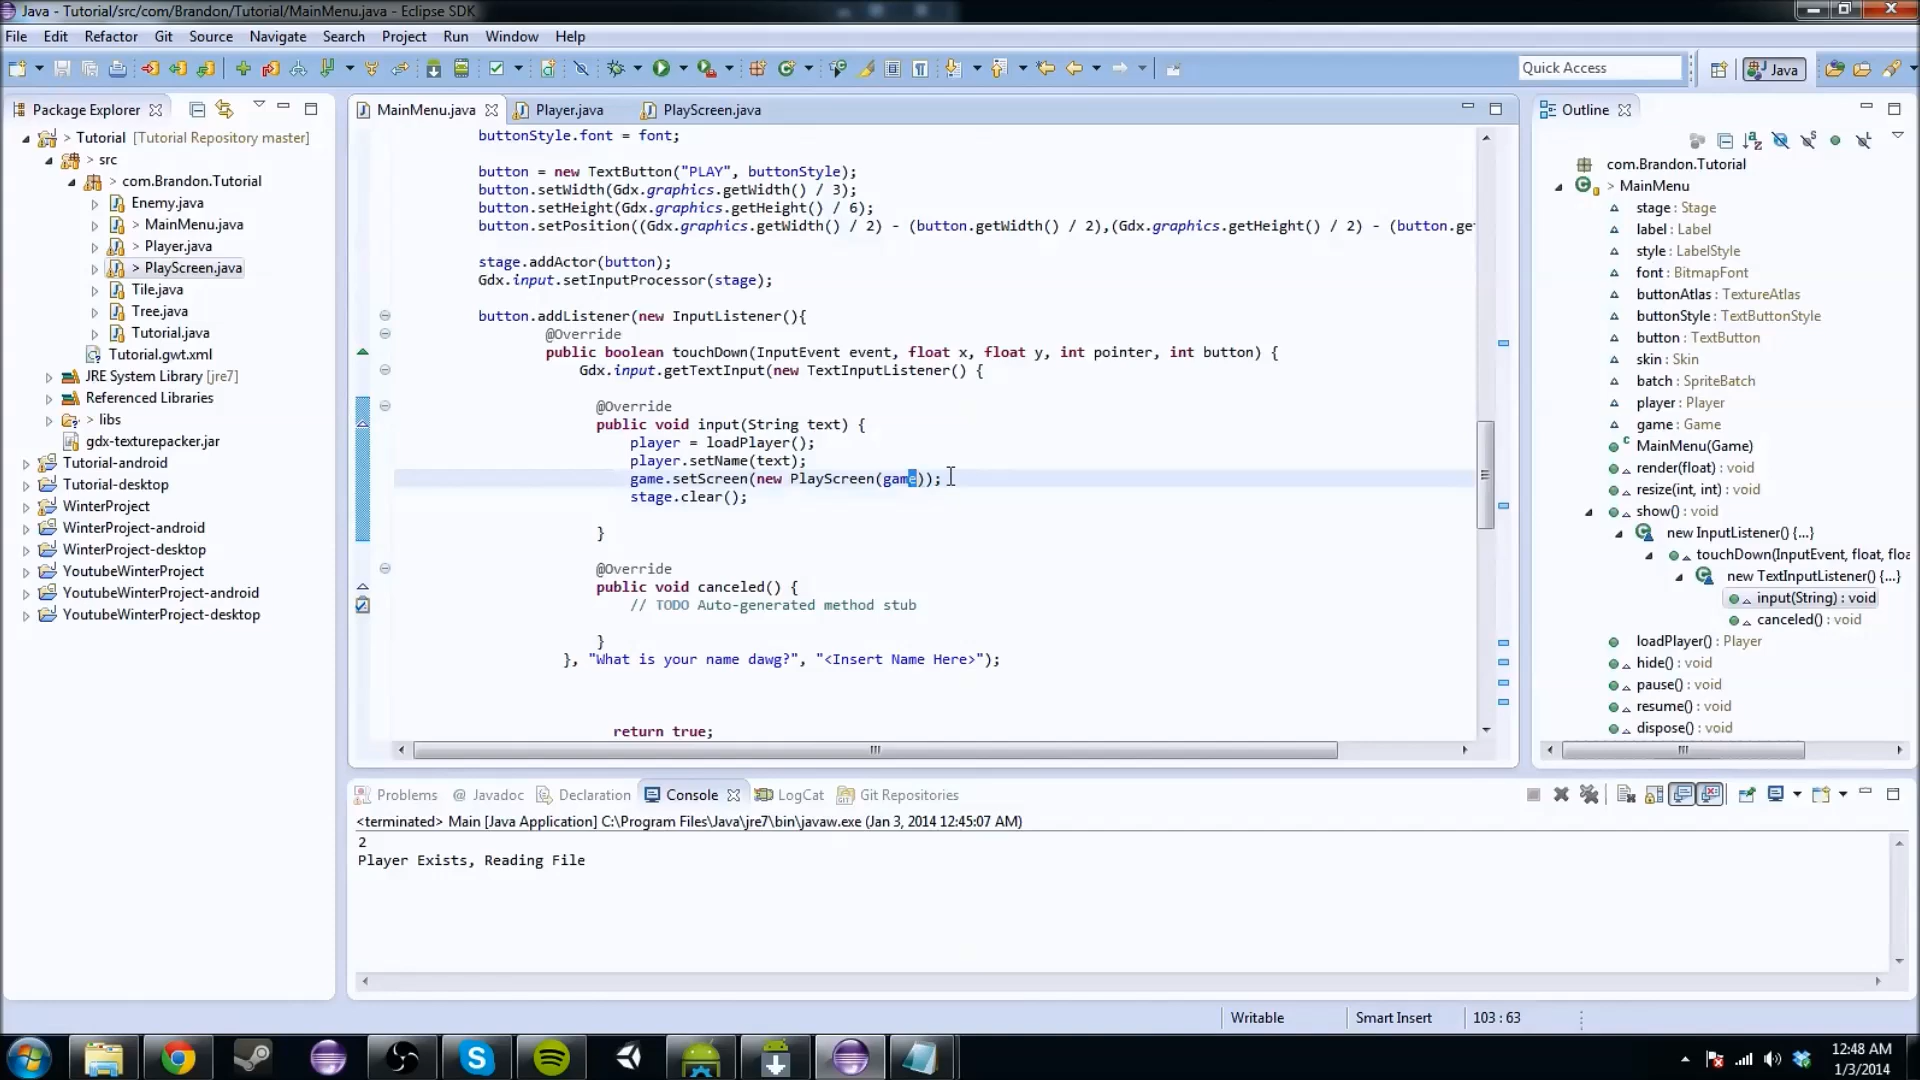 Java - Tutorial/src/com/Brandon/Tutorial/MainMenu.java - Eclipse SDK
File Edit Refactor Git Source Navigate Search Project Run Window Help
Quick Access
Java
Package Explorer
> Tutorial [Tutorial Repository master]
> src
> com.Brandon.Tutorial
Enemy.java
> MainMenu.java
> Player.java
> PlayScreen.java
Tile.java
Tree.java
Tutorial.java
Tutorial.gwt.xml
JRE System Library [jre7]
Referenced Libraries
> libs
gdx-texturepacker.jar
Tutorial-android
Tutorial-desktop
WinterProject
WinterProject-android
WinterProject-desktop
YoutubeWinterProject
YoutubeWinterProject-android
YoutubeWinterProject-desktop
MainMenu.java Player.java PlayScreen.java
buttonStyle.font = font;
button = new TextButton("PLAY", buttonStyle);
button.setWidth(Gdx.graphics.getWidth() / 3);
button.setHeight(Gdx.graphics.getHeight() / 6);
button.setPosition((Gdx.graphics.getWidth() / 2) - (button.getWidth() / 2),(Gdx.graphics.getHeight() / 2) - (button.ge
stage.addActor(button);
Gdx.input.setInputProcessor(stage);
button.addListener(new InputListener(){
@Override
public boolean touchDown(InputEvent event, float x, float y, int pointer, int button) {
Gdx.input.getTextInput(new TextInputListener() {
@Override
public void input(String text) {
player = loadPlayer();
player.setName(text);
game.setScreen(new PlayScreen(game));
stage.clear();
}
@Override
public void canceled() {
// TODO Auto-generated method stub
}
}, "What is your name dawg?", "<Insert Name Here>");
return true;
Outline
com.Brandon.Tutorial
> MainMenu
stage : Stage
label : Label
style : LabelStyle
font : BitmapFont
buttonAtlas : TextureAtlas
buttonStyle : TextButtonStyle
button : TextButton
skin : Skin
batch : SpriteBatch
player : Player
game : Game
MainMenu(Game)
render(float) : void
resize(int, int) : void
show() : void
new InputListener() {...}
touchDown(InputEvent, float, floa
new TextInputListener() {...}
input(String) : void
canceled() : void
loadPlayer() : Player
hide() : void
pause() : void
resume() : void
dispose() : void
Problems @ Javadoc Declaration Console LogCat Git Repositories
<terminated> Main [Java Application] C:\Program Files\Java\jre7\bin\javaw.exe (Jan 3, 2014 12:45:07 AM)
2
Player Exists, Reading File
Writable Smart Insert 103 : 63
12:48 AM
1/3/2014